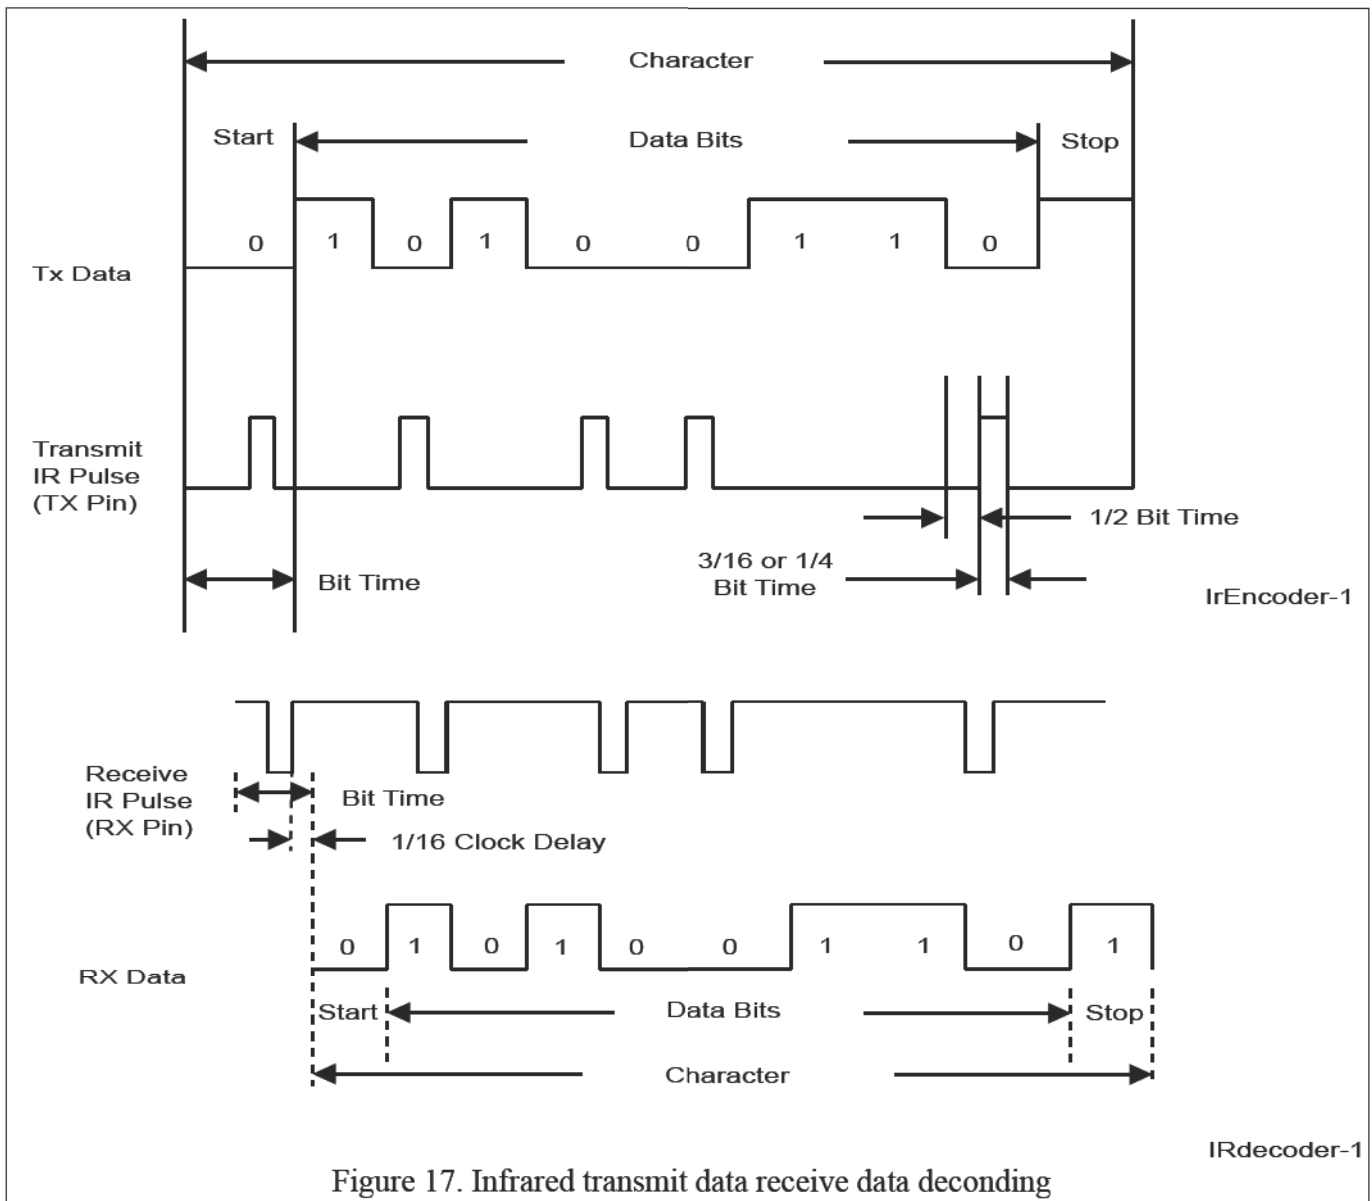 Character
Start
Data Bits
Stop
0 1 0 1 0 0 1 1 0
Tx Data
Transmit
IR Pulse
(TX Pin)
1/2 Bit Time
3/16 or 1/4
Bit Time
Bit Time
IrEncoder-1
Receive
IR Pulse
(RX Pin)
Bit Time
1/16 Clock Delay
0 1 0 1 0 0 1 1 0 1
RX Data
Start
Data Bits
Stop
Character
IRdecoder-1
Figure 17. Infrared transmit data receive data deconding